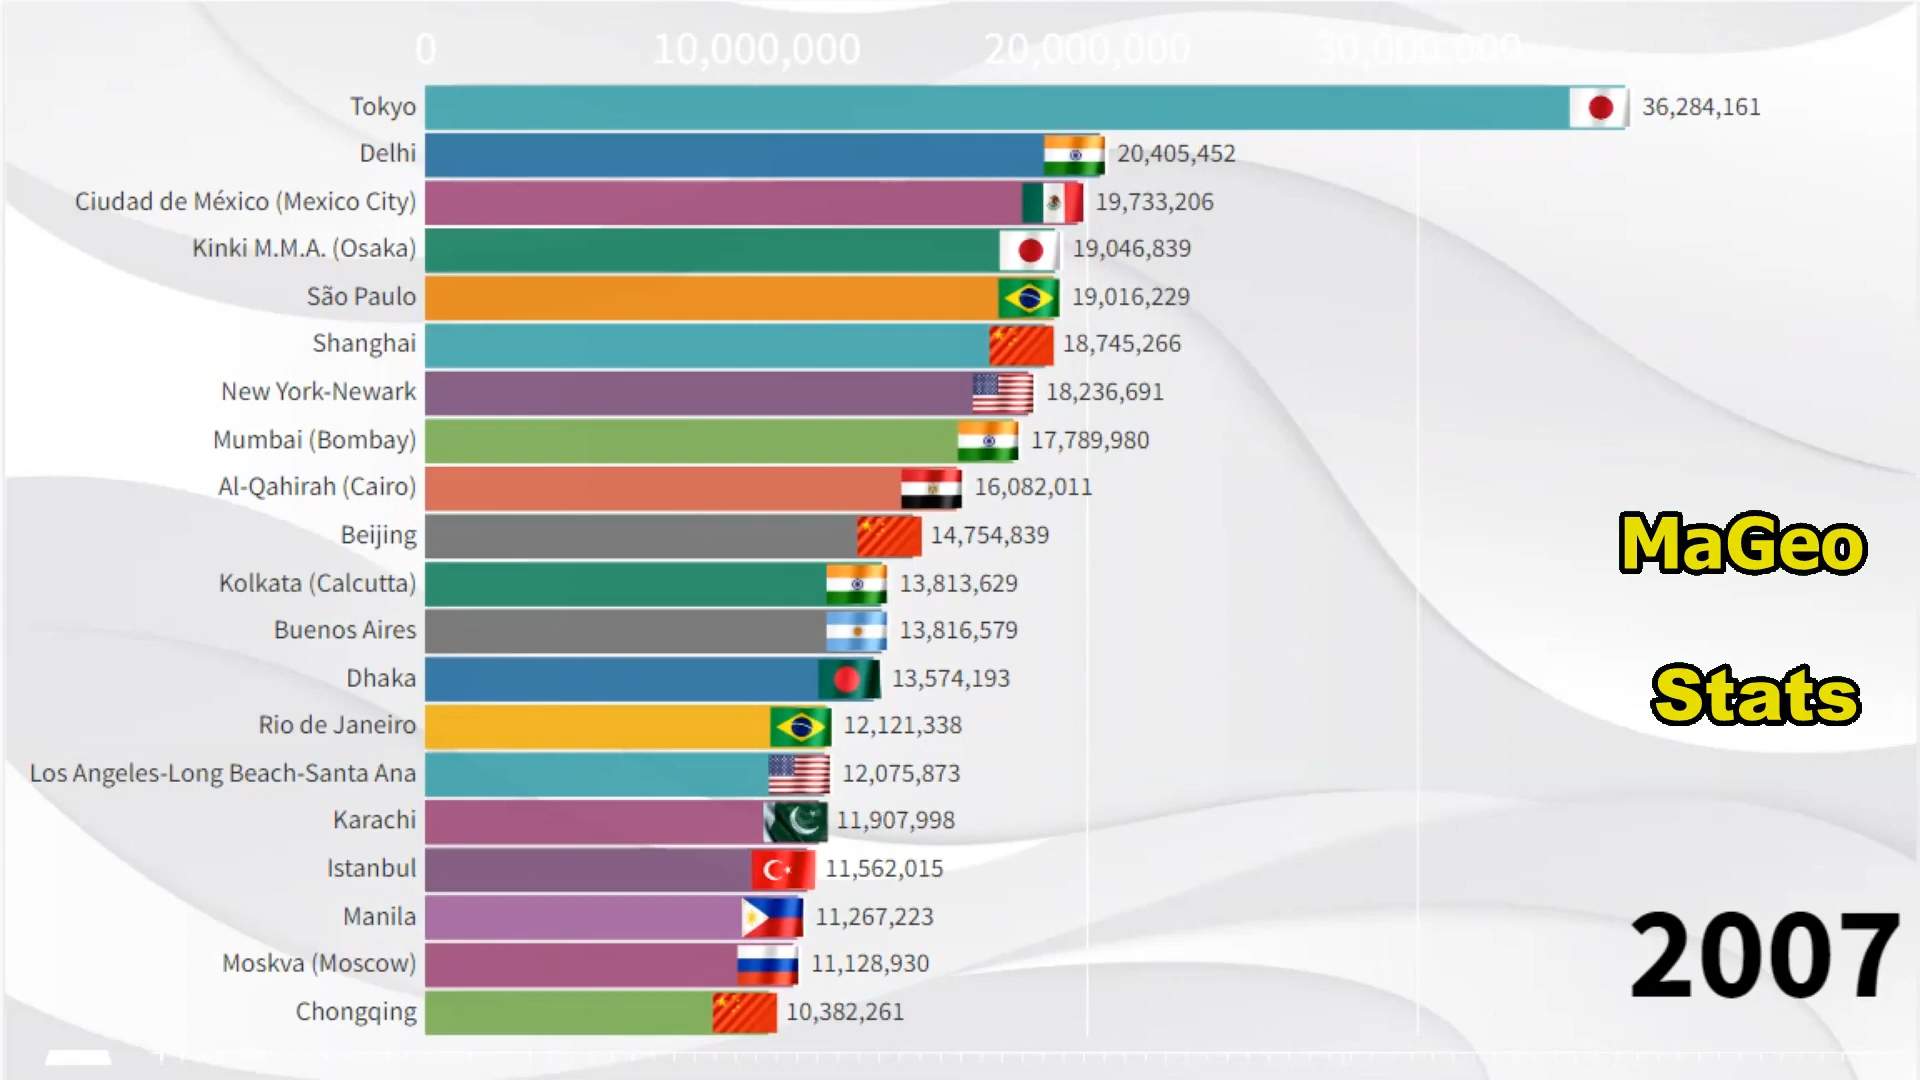 0 10,000,000 20,000,000 30,000,000
Tokyo 36,284,161
Delhi 20,405,452
Ciudad de México (Mexico City) 19,733,206
Kinki M.M.A. (Osaka) 19,046,839
São Paulo 19,016,229
Shanghai 18,745,266
New York-Newark 18,236,691
Mumbai (Bombay) 17,789,980
Al-Qahirah (Cairo) 16,082,011
Beijing 14,754,839
Kolkata (Calcutta) 13,813,629
Buenos Aires 13,816,579
Dhaka 13,574,193
Rio de Janeiro 12,121,338
Los Angeles-Long Beach-Santa Ana 12,075,873
Karachi 11,907,998
Istanbul 11,562,015
Manila 11,267,223
Moskva (Moscow) 11,128,930
Chongqing 10,382,261
MaGeo
Stats
2007